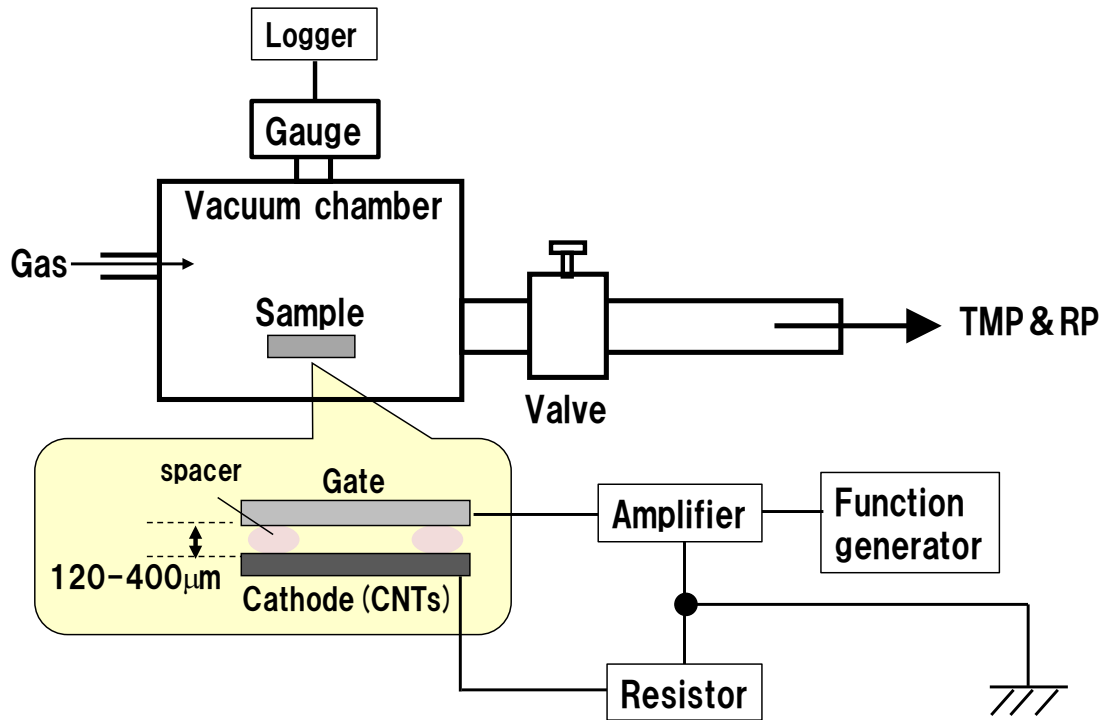 Logger
Gauge
Vacuum chamber
Gas
Sample
TMP & RP
Valve
spacer
Gate
120-400μm
Cathode (CNTs)
Amplifier
Function
generator
Resistor